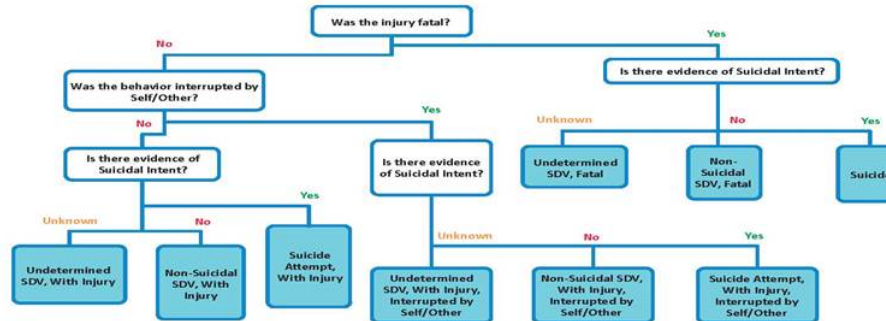 Was the injury fatal?
No
Yes
Was the behavior interrupted by
Self/Other?
Is there evidence of Suicidal Intent?
No
Yes
Unknown
No
Yes
Is there evidence of
Suicidal Intent?
Is there evidence
of Suicidal Intent?
Undetermined
SDV, Fatal
Non-
Suicidal
SDV, Fatal
Suicide
Yes
Unknown
No
Unknown
No
Yes
Undetermined
SDV, With Injury
Non-Suicidal
SDV, With
Injury
Suicide
Attempt,
With Injury
Undetermined
SDV, With Injury,
Interrupted by
Self/Other
Non-Suicidal SDV,
With Injury,
Interrupted by
Self/Other
Suicide Attempt,
With Injury,
Interrupted by
Self/Other